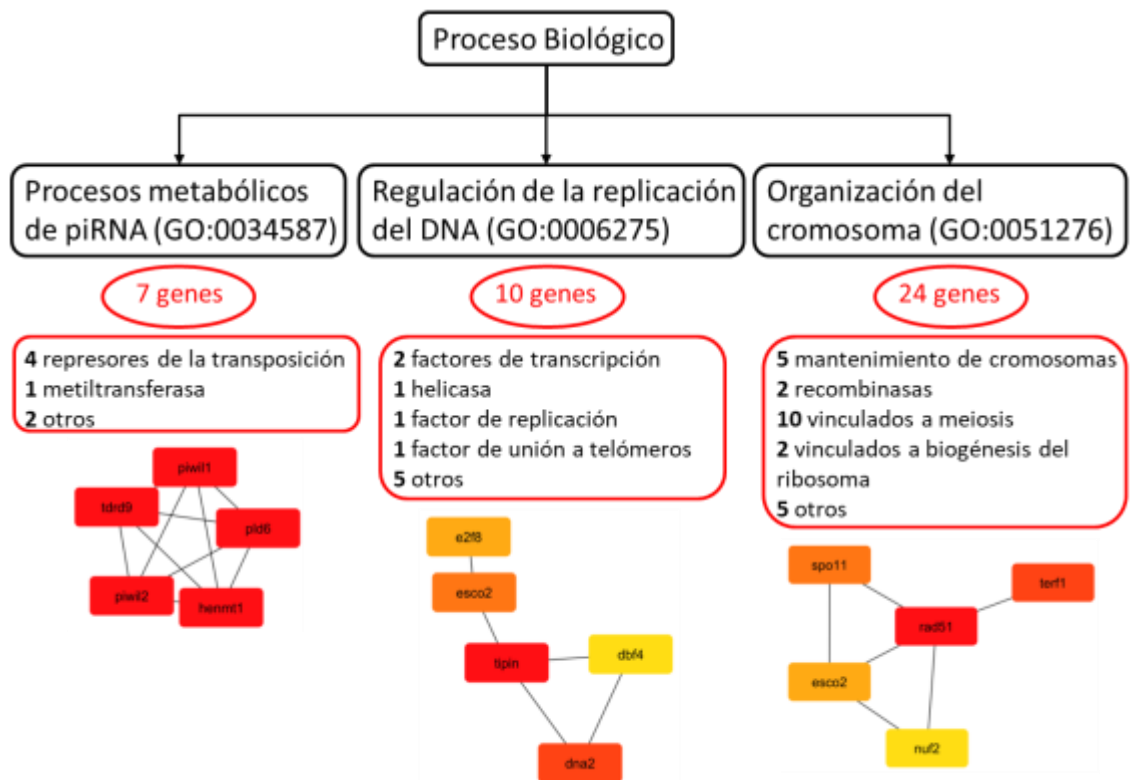 Proceso Biológico
Procesos metabólicos
de piRNA (GO:0034587)
7 genes
4 represores de la transposición
1 metiltransferasa
2 otros
piwil1
tdrd9
pld6
piwil2
henmt1
Regulación de la replicación
del DNA (GO:0006275)
10 genes
2 factores de transcripción
1 helicasa
1 factor de replicación
1 factor de unión a telómeros
5 otros
e2f8
esco2
tipin
dbf4
dna2
Organización del
cromosoma (GO:0051276)
24 genes
5 mantenimiento de cromosomas
2 recombinasas
10 vinculados a meiosis
2 vinculados a biogénesis del
ribosoma
5 otros
spo11
terf1
rad51
esco2
nuf2